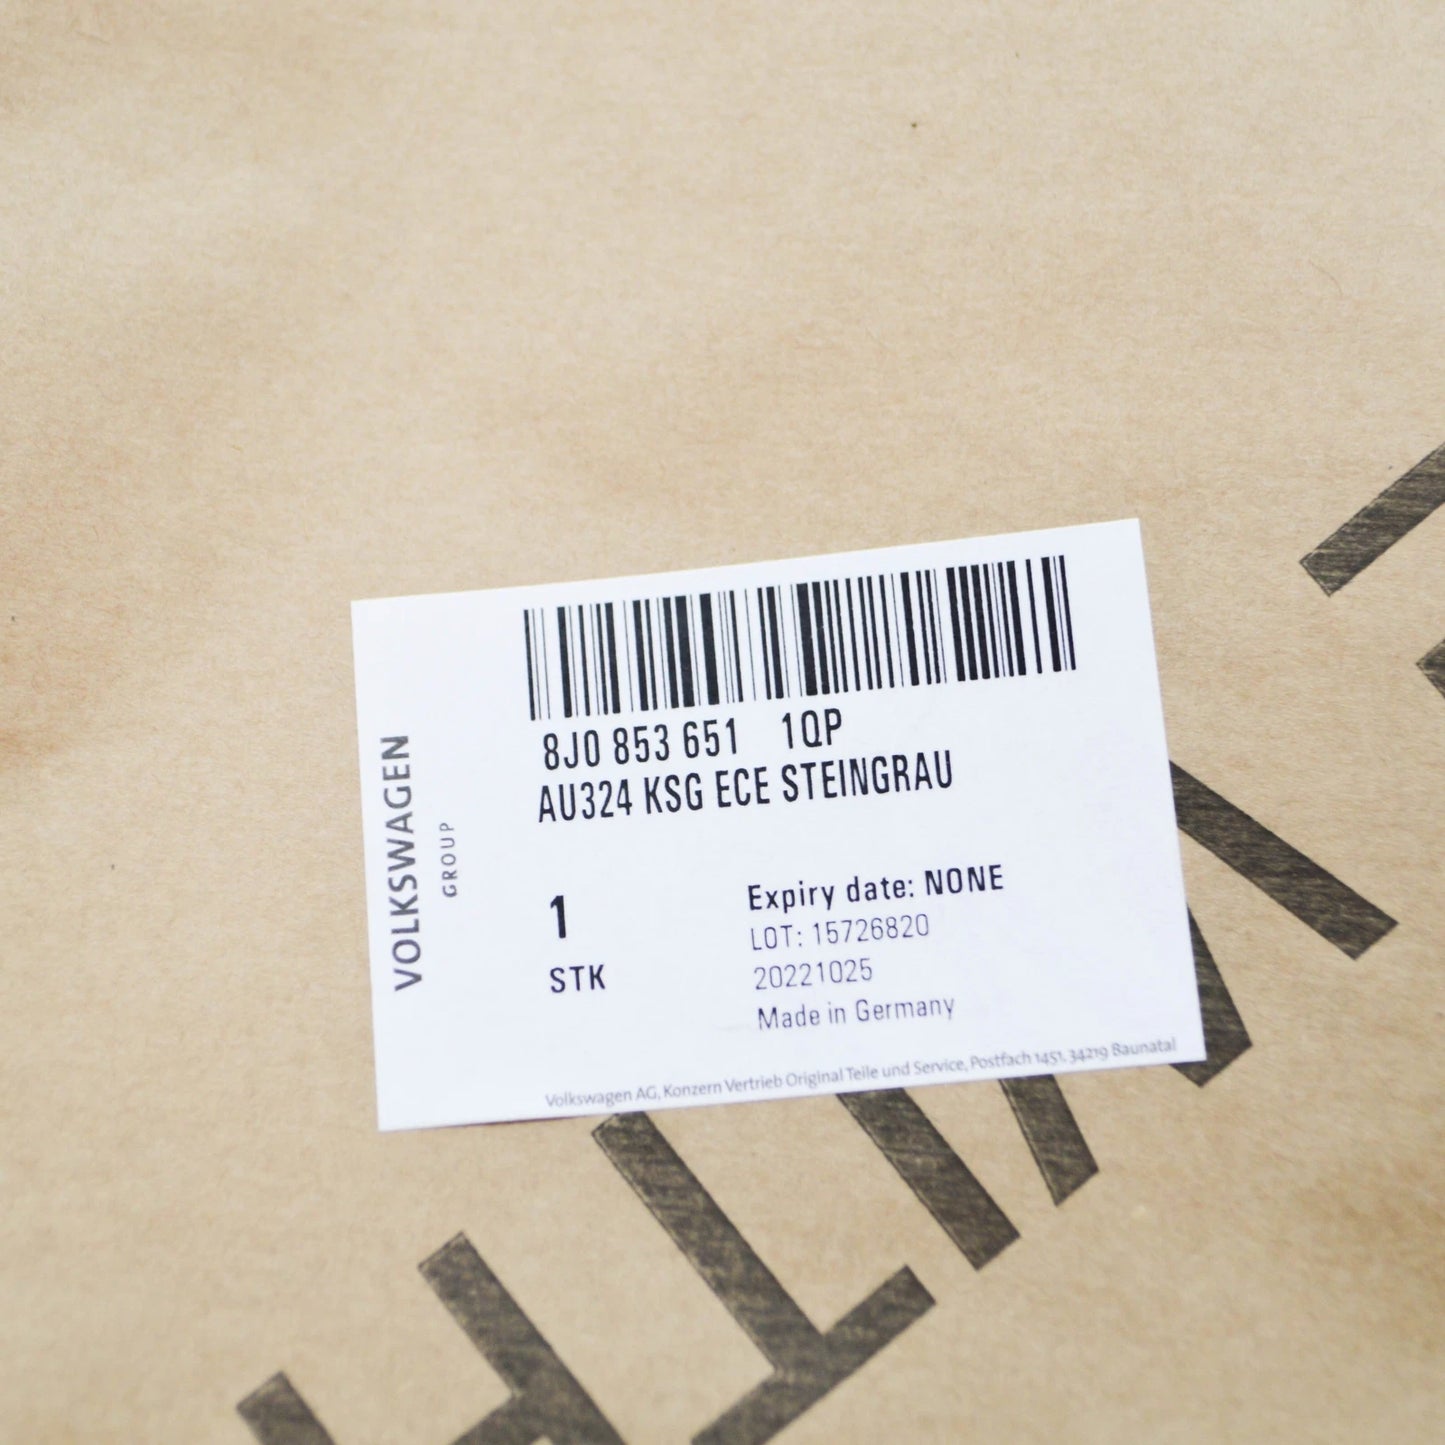 VOLKSWAGEN
GROUP
8J0 853 651 1QP
AU324 KSG ECE STEINGRAU
1
STK
Expiry date: NONE
LOT: 15726820
20221025
Made in Germany
Volkswagen AG, Konzern Vertrieb Original Teile und Service, Postfach 1451, 34219 Baunatal